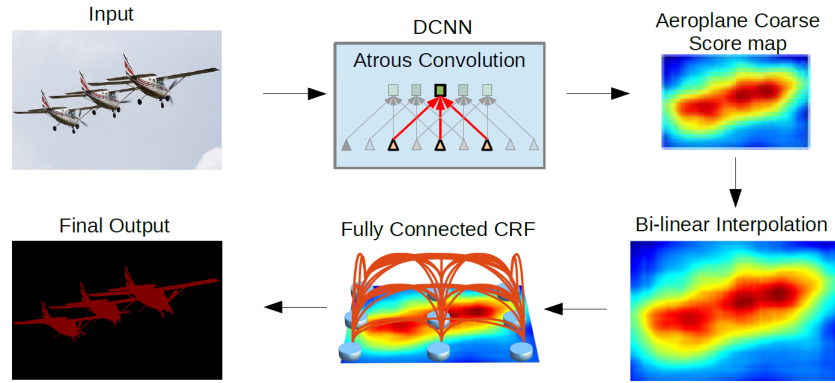 Input
DCNN
Atrous Convolution
Aeroplane Coarse
Score map
Final Output
Fully Connected CRF
Bi-linear Interpolation